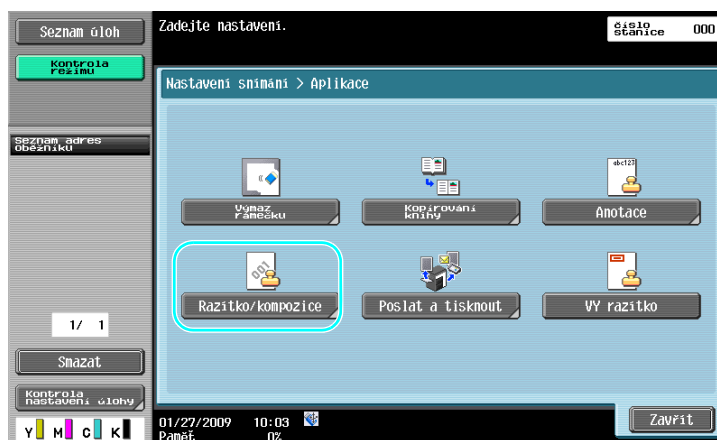 Seznam úloh
Kontrola
režimu
Seznam adres
oběžníku
1/ 1
Smazat
Kontrola
nastavení úlohy
Y M C K
Zadejte nastavení.
číslo
stanice 000
Nastavení snímání > Aplikace
Výmaz
rámečku
Kopírování
knihy
abc123
Anotace
001
Razítko/kompozice
Poslat a tisknout
VY razítko
01/27/2009 10:03
Paměť 0%
Zavřít